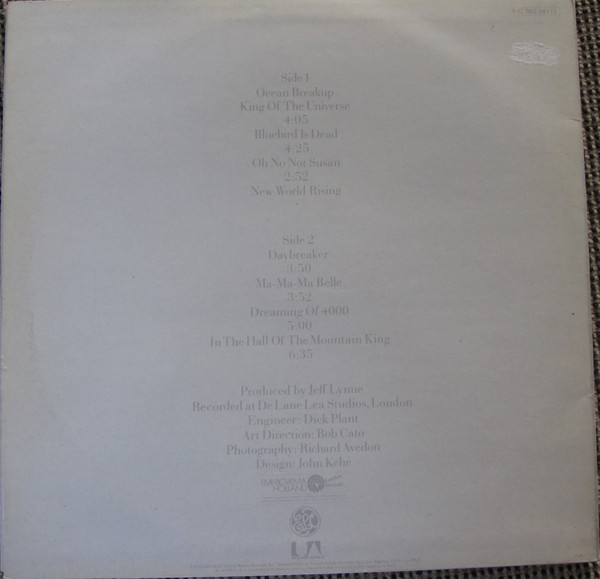 Side 1
Ocean Breakup
King Of The Universe
4:05
Bluebird Is Dead
4:25
Oh No Not Susan
2:52
New World Rising
Side 2
Daybreaker
3:50
Ma-Ma-Ma Belle
3:52
Dreaming Of 4000
5:00
In The Hall Of The Mountain King
6:35
Produced by Jeff Lynne
Recorded at De Lane Lea Studios, London
Engineer: Dick Plant
Art Direction: Bob Cato
Photography: Richard Avedon
Design: John Kehe
HOLLAND
UA